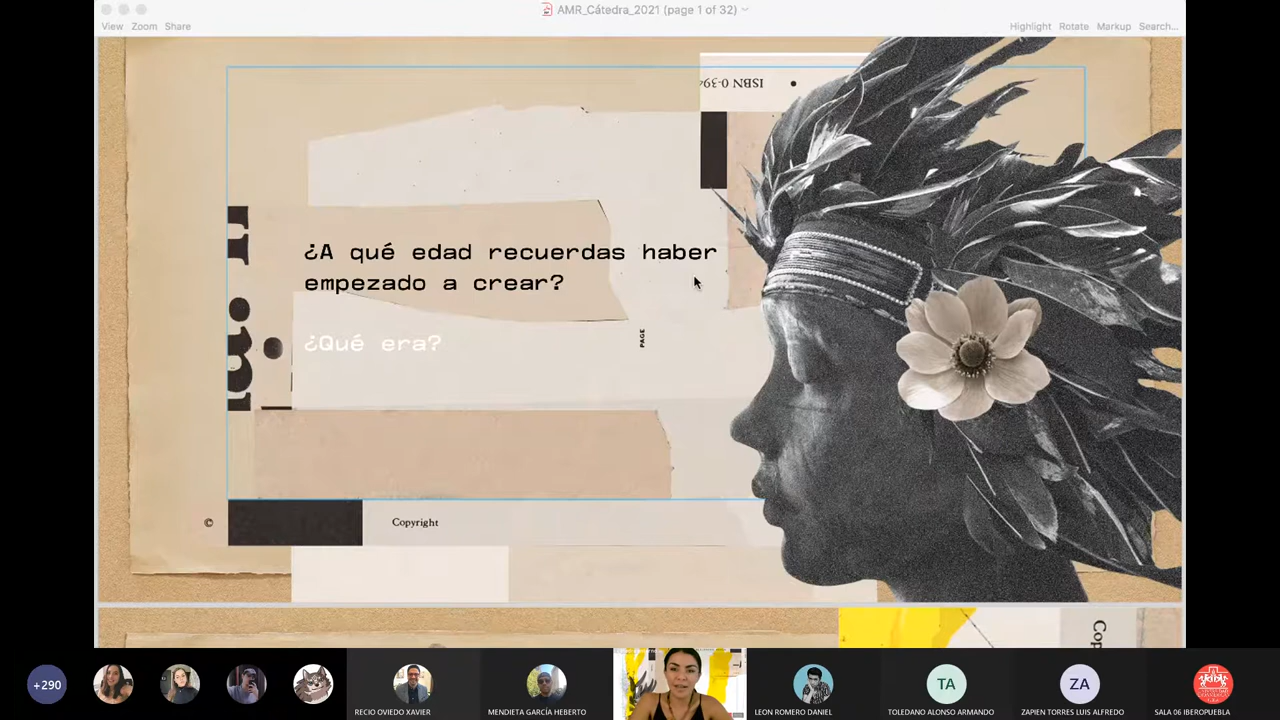 AMR_Cátedra_2021 (page 1 of 32)
View Zoom Share
Highlight Rotate Markup Search...
ISBN 0-394
¿A qué edad recuerdas haber
empezado a crear?
¿Qué era?
PAGE
©
Copyright
Cop
+290
RECIO OVIEDO XAVIER
MENDIETA GARCÍA HEBERTO
LEON ROMERO DANIEL
TA
TOLEDANO ALONSO ARMANDO
ZA
ZAPIEN TORRES LUIS ALFREDO
SALA 06 IBEROPUEBLA